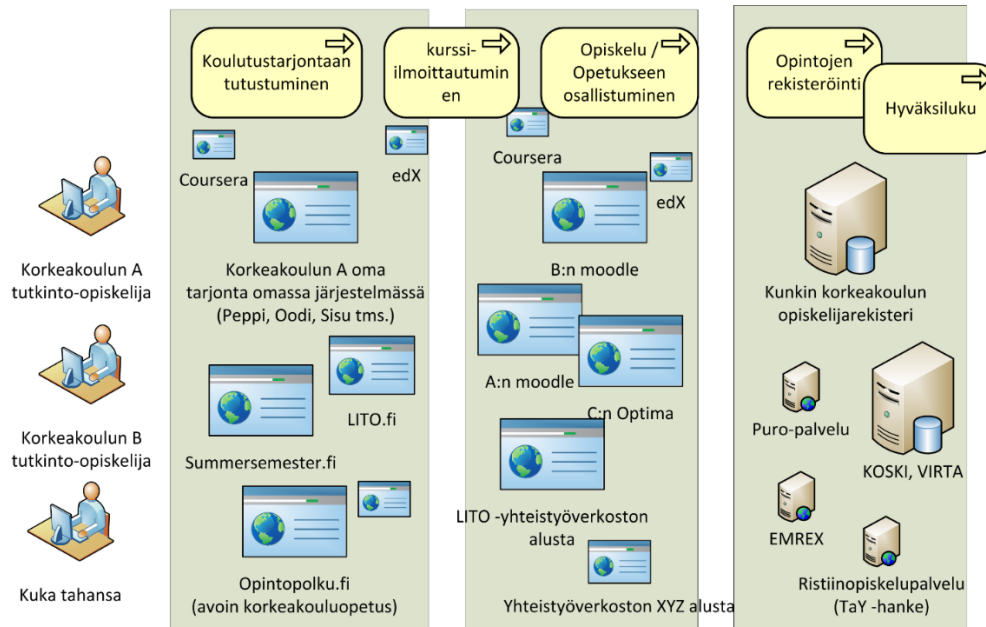 Koulutustarjontaan
tutustuminen
kurssi-
ilmoittautumin
en
Opiskelu /
Opetukseen
osallistuminen
Opintojen
rekisteröinti
Hyväksiluku
Korkeakoulun A
tutkinto-opiskelija
Korkeakoulun B
tutkinto-opiskelija
Kuka tahansa
Coursera
edX
Korkeakoulun A oma
tarjonta omassa järjestelmässä
(Peppi, Oodi, Sisu tms.)
LITO.fi
Summersemester.fi
Opintopolku.fi
(avoin korkeakouluopetus)
Coursera
edX
B:n moodle
A:n moodle
C:n Optima
LITO -yhteistyöverkoston
alusta
Yhteistyöverkoston XYZ alusta
Kunkin korkeakoulun
opiskelijarekisteri
Puro-palvelu
KOSKI, VIRTA
EMREX
Ristiinopiskelupalvelu
(TaY -hanke)